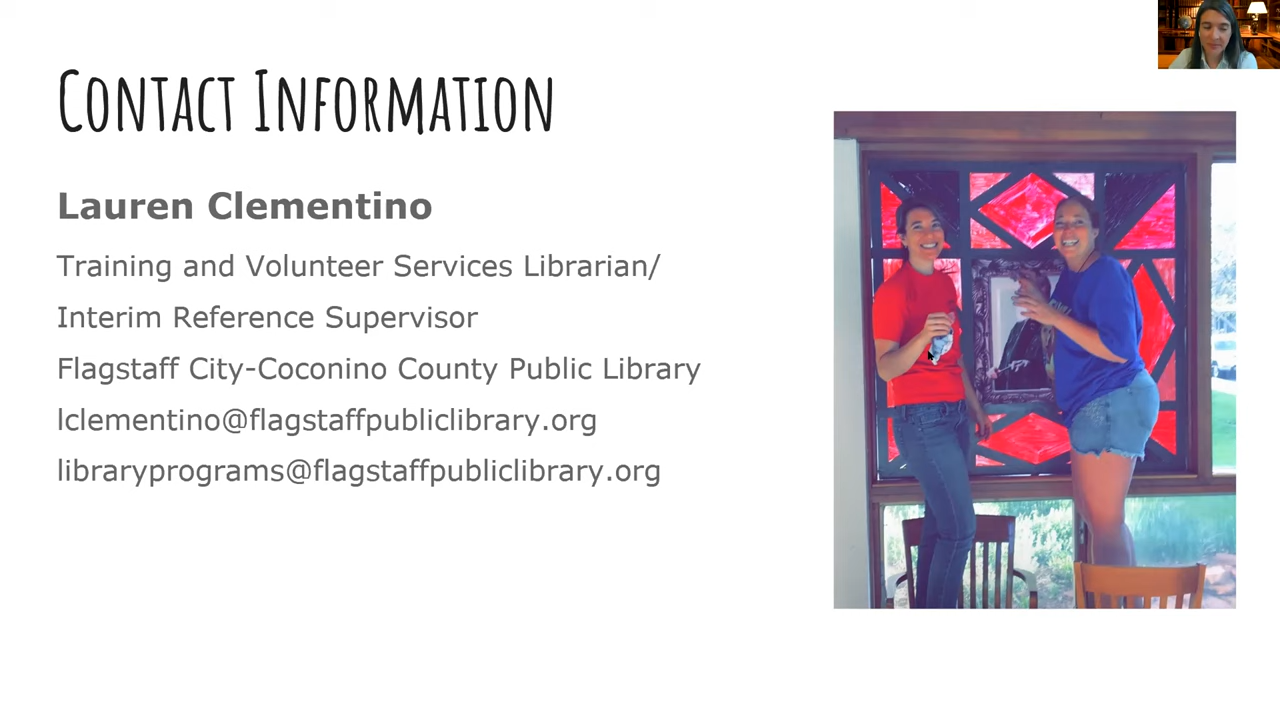 Contact Information
Lauren Clementino
Training and Volunteer Services Librarian/
Interim Reference Supervisor
Flagstaff City-Coconino County Public Library
lclementino@flagstaffpubliclibrary.org
libraryprograms@flagstaffpubliclibrary.org